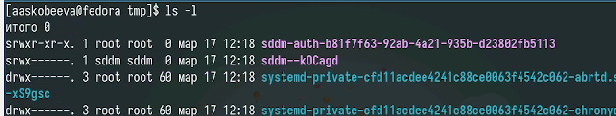 [aaskobeeva@fedora tmp]$ ls -l
итого 0
srwxr-xr-x. 1 root root  0 мар 17 12:18 sddm-auth-b81f7f63-92ab-4a21-935b-d23802fb5113
srwx------. 1 sddm sddm  0 мар 17 12:18 sddm--kOCagd
drwx------. 3 root root 60 мар 17 12:18 systemd-private-cfd11acdee4241c88ce0063f4542c062-abrtd.s
-xS9gsc
drwx------. 3 root root 60 мар 17 12:18 systemd-private-cfd11acdee4241c88ce0063f4542c062-chrony